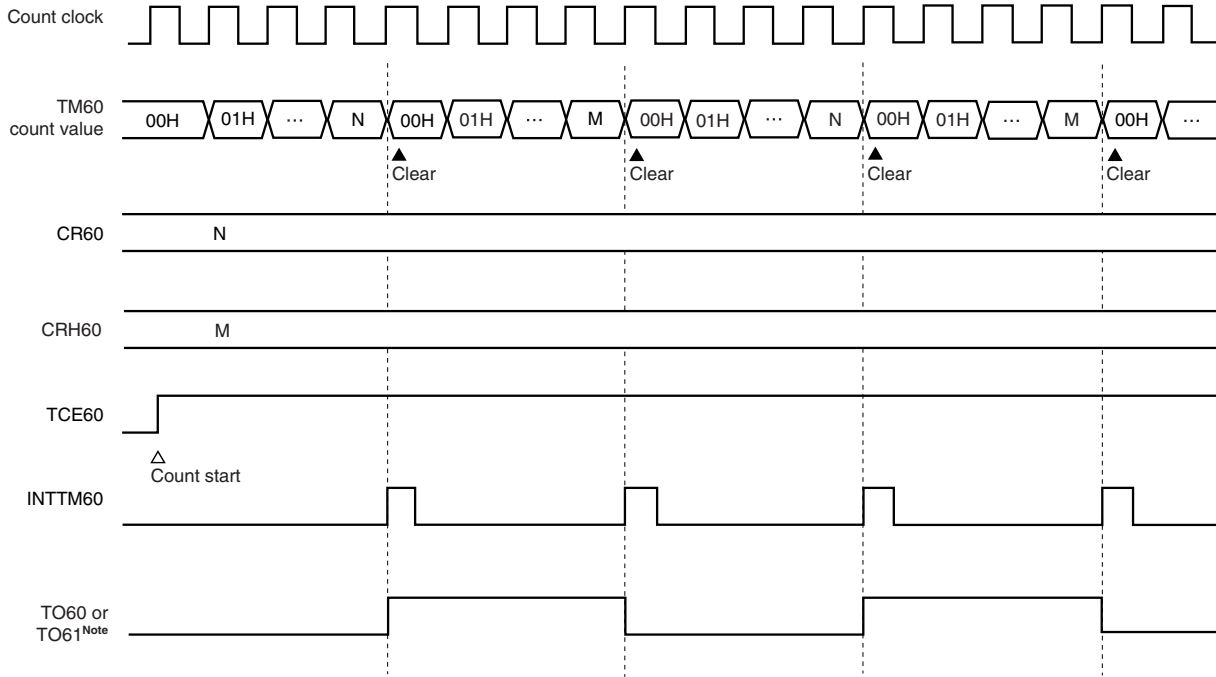 Count clock
TM60
count value
00H 01H ··· N 00H 01H ··· M 00H 01H ··· N 00H 01H ··· M 00H ···
Clear Clear Clear Clear
CR60 N
CRH60 M
TCE60
Count start
INTTM60
TO60 or
TO61Note